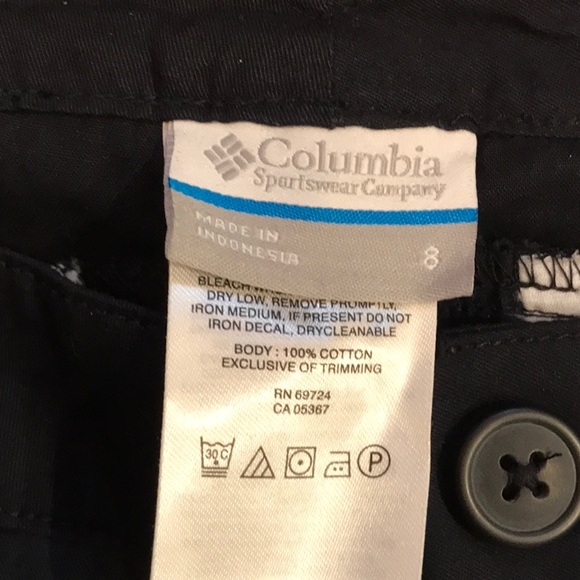 Columbia
Sportswear Company
MADE IN
INDONESIA
8
BLEACH
DRY LOW, REMOVE PROMPTLY,
IRON MEDIUM, IF PRESENT DO NOT
IRON DECAL, DRYCLEANABLE
BODY : 100% COTTON
EXCLUSIVE OF TRIMMING
RN 69724
CA 05367
30 C
P